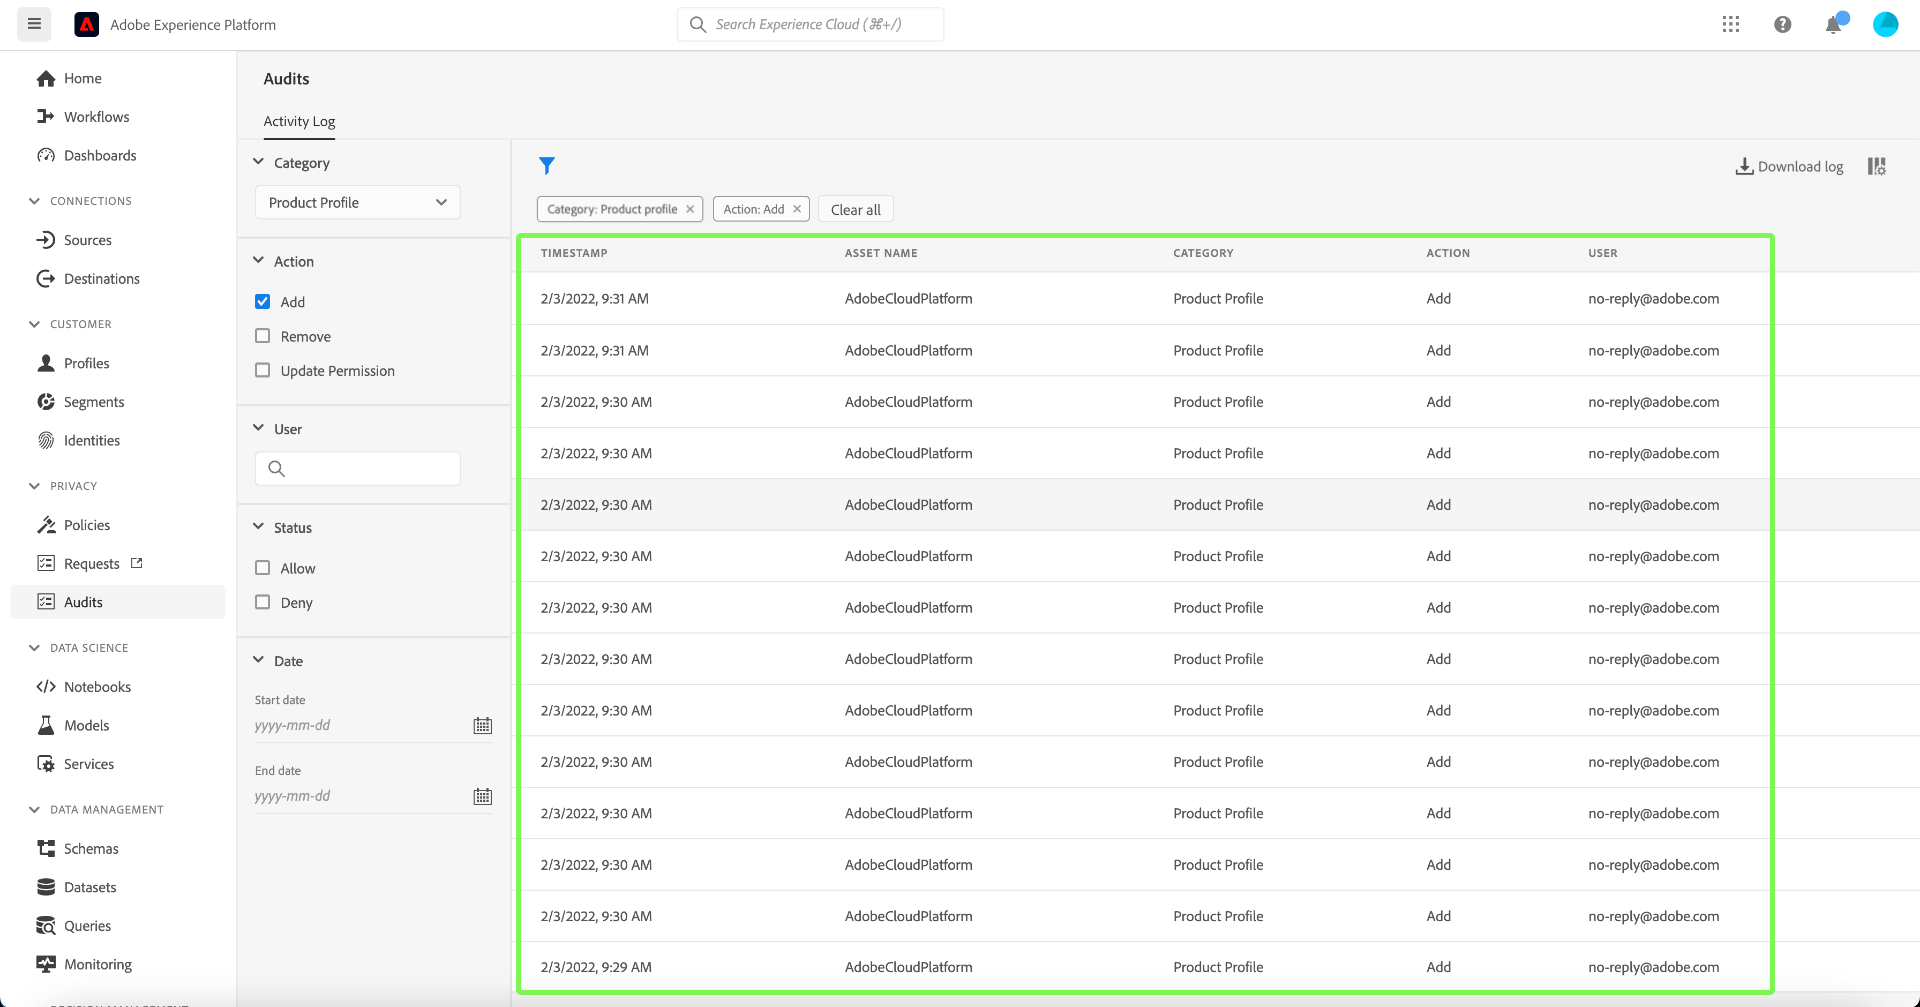 Adobe Experience Platform
Search Experience Cloud (⌘+/)
Home
Workflows
Dashboards
CONNECTIONS
Sources
Destinations
CUSTOMER
Profiles
Segments
Identities
PRIVACY
Policies
Requests
Audits
DATA SCIENCE
Notebooks
Models
Services
DATA MANAGEMENT
Schemas
Datasets
Queries
Monitoring
DECISION MANAGEMENT
Audits
Activity Log
Category
Product Profile
Action
Add
Remove
Update Permission
User
Status
Allow
Deny
Date
Start date
yyyy-mm-dd
End date
yyyy-mm-dd
Download log
Category: Product profile Action: Add Clear all
TIMESTAMP ASSET NAME CATEGORY ACTION USER
2/3/2022, 9:31 AM AdobeCloudPlatform Product Profile Add no-reply@adobe.com
2/3/2022, 9:31 AM AdobeCloudPlatform Product Profile Add no-reply@adobe.com
2/3/2022, 9:30 AM AdobeCloudPlatform Product Profile Add no-reply@adobe.com
2/3/2022, 9:30 AM AdobeCloudPlatform Product Profile Add no-reply@adobe.com
2/3/2022, 9:30 AM AdobeCloudPlatform Product Profile Add no-reply@adobe.com
2/3/2022, 9:30 AM AdobeCloudPlatform Product Profile Add no-reply@adobe.com
2/3/2022, 9:30 AM AdobeCloudPlatform Product Profile Add no-reply@adobe.com
2/3/2022, 9:30 AM AdobeCloudPlatform Product Profile Add no-reply@adobe.com
2/3/2022, 9:30 AM AdobeCloudPlatform Product Profile Add no-reply@adobe.com
2/3/2022, 9:30 AM AdobeCloudPlatform Product Profile Add no-reply@adobe.com
2/3/2022, 9:30 AM AdobeCloudPlatform Product Profile Add no-reply@adobe.com
2/3/2022, 9:30 AM AdobeCloudPlatform Product Profile Add no-reply@adobe.com
2/3/2022, 9:30 AM AdobeCloudPlatform Product Profile Add no-reply@adobe.com
2/3/2022, 9:29 AM AdobeCloudPlatform Product Profile Add no-reply@adobe.com